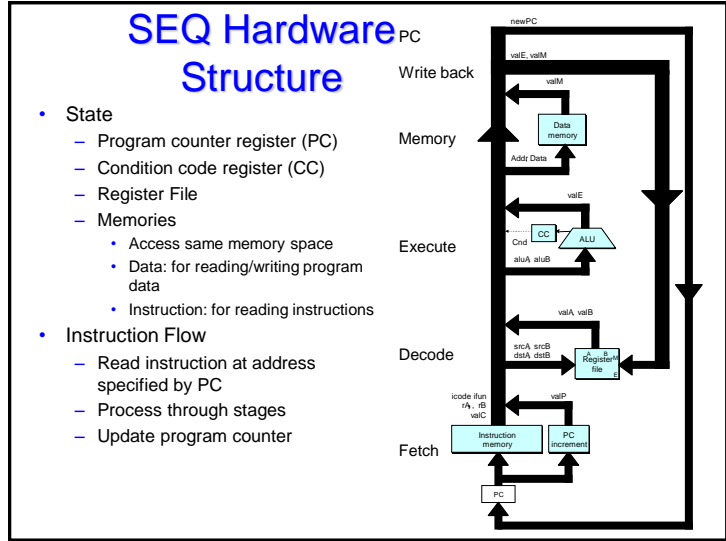 SEQ Hardware
Structure
• State
– Program counter register (PC)
– Condition code register (CC)
– Register File
– Memories
• Access same memory space
• Data: for reading/writing program
data
• Instruction: for reading instructions
• Instruction Flow
– Read instruction at address
specified by PC
– Process through stages
– Update program counter
PC
newPC
Write back
valE, valM
valM
Memory
Data
memory
Addr, Data
valE
Execute
CC
ALU
Cnd
aluA, aluB
valA, valB
Decode
srcA, srcB
dstA, dstB
A B
Register M
file
E
icode ifun
rA, rB
valC
valP
Fetch
Instruction
memory
PC
increment
PC